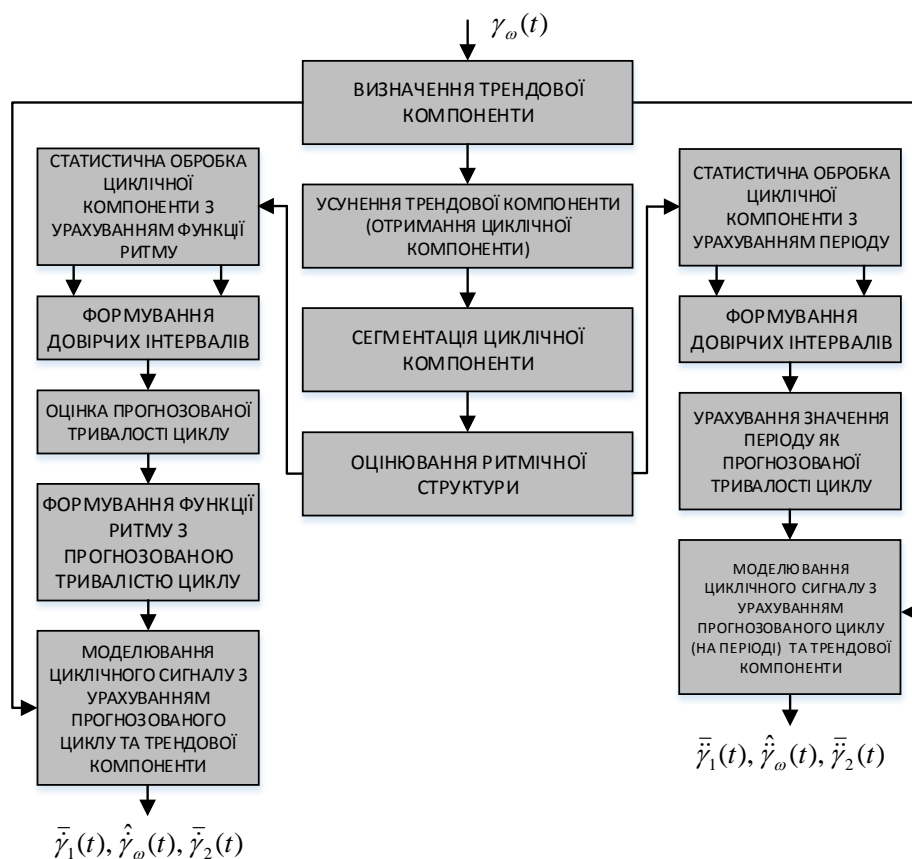 γ_ω(t)
ВИЗНАЧЕННЯ ТРЕНДОВОЇ
КОМПОНЕНТИ
СТАТИСТИЧНА ОБРОБКА
ЦИКЛІЧНОЇ
КОМПОНЕНТИ З
УРАХУВАННЯМ ФУНКЦІЇ
РИТМУ
УСУНЕННЯ ТРЕНДОВОЇ КОМПОНЕНТИ
(ОТРИМАННЯ ЦИКЛІЧНОЇ
КОМПОНЕНТИ)
СТАТИСТИЧНА ОБРОБКА
ЦИКЛІЧНОЇ
КОМПОНЕНТИ З
УРАХУВАННЯМ ПЕРІОДУ
ФОРМУВАННЯ
ДОВІРЧИХ ІНТЕРВАЛІВ
СЕГМЕНТАЦІЯ ЦИКЛІЧНОЇ
КОМПОНЕНТИ
ФОРМУВАННЯ
ДОВІРЧИХ ІНТЕРВАЛІВ
ОЦІНКА ПРОГНОЗОВАНОЇ
ТРИВАЛОСТІ ЦИКЛУ
ОЦІНЮВАННЯ РИТМІЧНОЇ
СТРУКТУРИ
УРАХУВАННЯ ЗНАЧЕННЯ
ПЕРІОДУ ЯК
ПРОГНОЗОВАНОЇ
ТРИВАЛОСТІ ЦИКЛУ
ФОРМУВАННЯ ФУНКЦІЇ
РИТМУ З
ПРОГНОЗОВАНОЮ
ТРИВАЛІСТЮ ЦИКЛУ
МОДЕЛЮВАННЯ
ЦИКЛІЧНОГО СИГНАЛУ З
УРАХУВАННЯМ
ПРОГНОЗОВАНОГО ЦИКЛУ
(НА ПЕРІОДІ) ТА ТРЕНДОВОЇ
КОМПОНЕНТИ
МОДЕЛЮВАННЯ
ЦИКЛІЧНОГО СИГНАЛУ З
УРАХУВАННЯМ
ПРОГНОЗОВАНОГО
ЦИКЛУ ТА ТРЕНДОВОЇ
КОМПОНЕНТИ
γ̈̄₁(t), γ̈̂_ω(t), γ̈̄₂(t)
γ̇̄₁(t), γ̇̂_ω(t), γ̇̄₂(t)